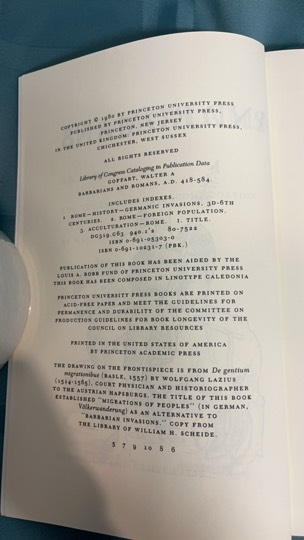 COPYRIGHT © 1980 BY PRINCETON UNIVERSITY PRESS
PUBLISHED BY PRINCETON UNIVERSITY PRESS,
PRINCETON, NEW JERSEY
IN THE UNITED KINGDOM: PRINCETON UNIVERSITY PRESS,
CHICHESTER, WEST SUSSEX
ALL RIGHTS RESERVED
Library of Congress Cataloging in Publication Data
GOFFART, WALTER A
BARBARIANS AND ROMANS, A.D. 418-584.
INCLUDES INDEXES.
1. ROME—HISTORY—GERMANIC INVASIONS, 3D-6TH
CENTURIES. 2. ROME—FOREIGN POPULATION.
3. ACCULTURATION—ROME. I. TITLE.
DG319.G63 940.1'2 80-7522
ISBN 0-691-05303-0
ISBN 0-691-10231-7 (PBK.)
PUBLICATION OF THIS BOOK HAS BEEN AIDED BY THE
LOUIS A. ROBB FUND OF PRINCETON UNIVERSITY PRESS
THIS BOOK HAS BEEN COMPOSED IN LINOTYPE CALEDONIA
PRINCETON UNIVERSITY BOOKS ARE PRINTED ON
ACID-FREE PAPER AND MEET THE GUIDELINES FOR
PERMANENCE AND DURABILITY OF THE COMMITTEE ON
PRODUCTION GUIDELINES FOR BOOK LONGEVITY OF THE
COUNCIL ON LIBRARY RESOURCES
PRINTED IN THE UNITED STATES OF AMERICA
BY PRINCETON ACADEMIC PRESS
THE DRAWING ON THE FRONTISPIECE IS FROM De gentium
migrationibus (BASLE, 1557) BY WOLFGANG LAZIUS
(1514-1565), COURT PHYSICIAN AND HISTORIOGRAPHER
TO THE AUSTRIAN HAPSBURGS. THE TITLE OF THIS BOOK
ESTABLISHED "MIGRATIONS OF PEOPLES" (IN GERMAN,
Völkerwanderung) AS AN ALTERNATIVE TO
"BARBARIAN INVASIONS." COPY FROM
THE LIBRARY OF WILLIAM H. SCHEIDE.
5 7 9 10 8 6